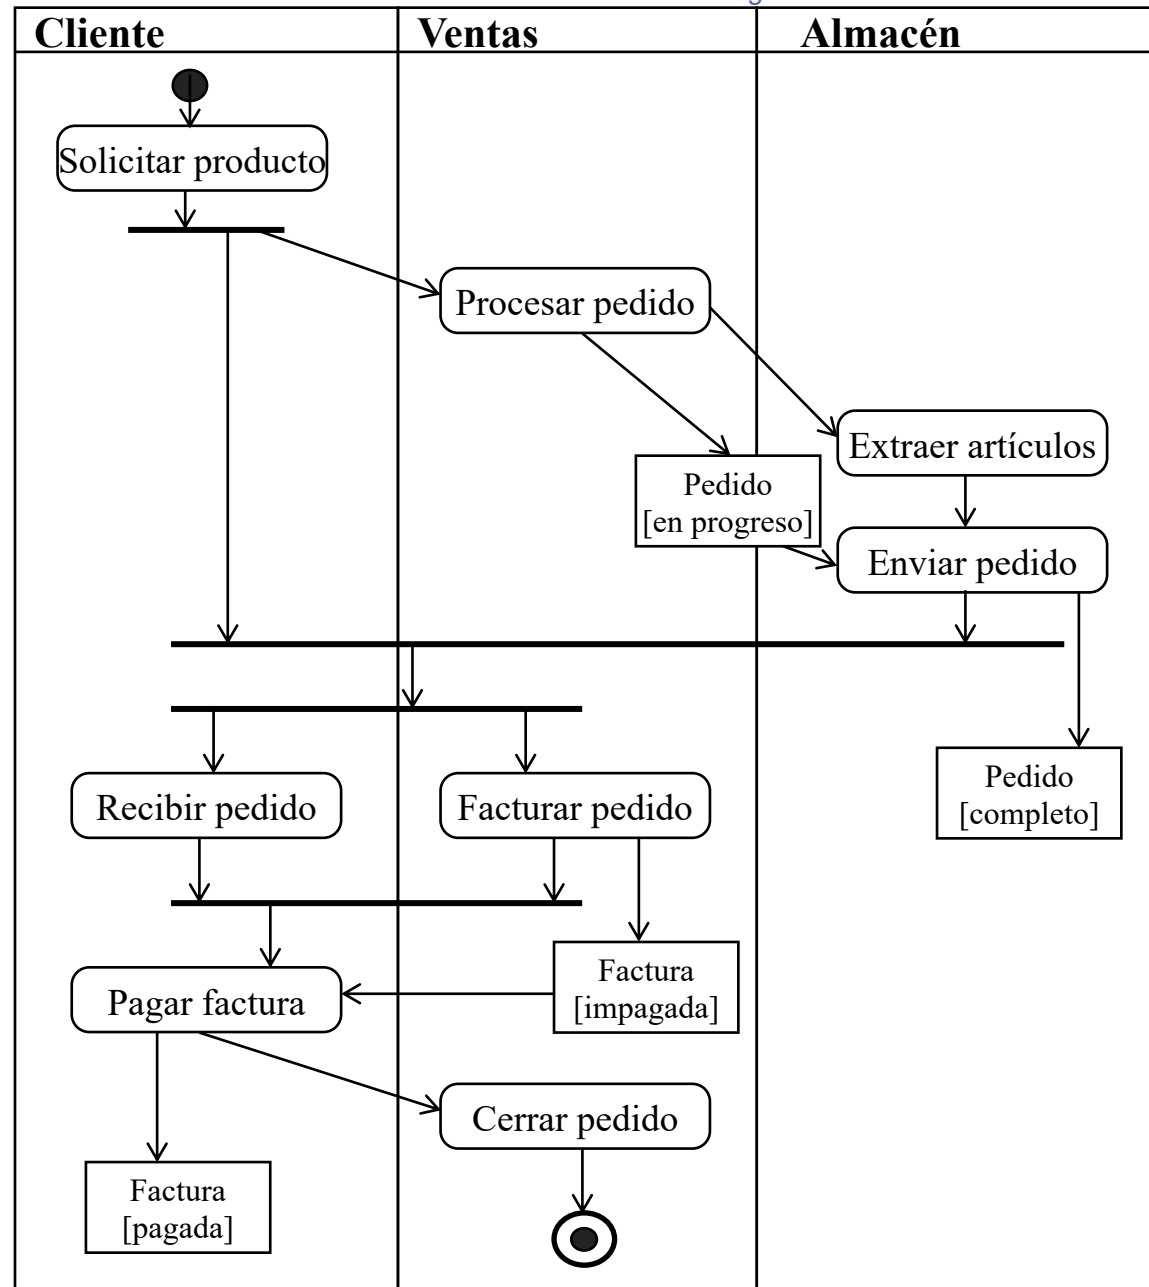 Cliente
Ventas
Almacén
Solicitar producto
Procesar pedido
Extraer artículos
Pedido
[en progreso]
Enviar pedido
Recibir pedido
Facturar pedido
Pedido
[completo]
Pagar factura
Factura
[impagada]
Cerrar pedido
Factura
[pagada]